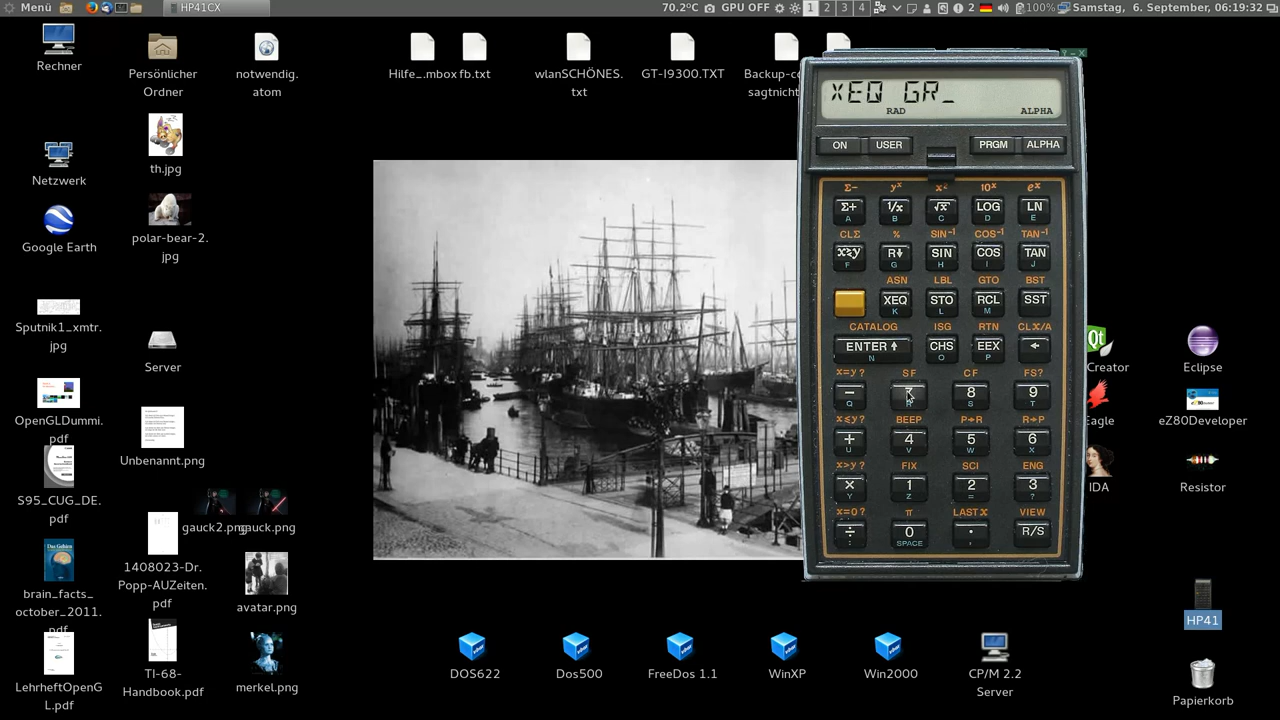 Menü
HP41CX
70.2ºC
GPU OFF
1 2 3 4
2
100%
Samstag, 6. September, 06:19:32
Rechner
Persönlicher
Ordner
notwendig.
atom
Hilfe_.mbox
fb.txt
wlanSCHÖNES.
txt
GT-I9300.TXT
Backup-co
sagtnicht
th.jpg
Netzwerk
polar-bear-2.
jpg
Google Earth
Sputnik1_xmtr.
jpg
Server
OpenGLDummi.
pdf
Unbenannt.png
S95_CUG_DE.
pdf
gauck2.png
gauck.png
1408023-Dr.
Popp-AUZeiten.
pdf
brain_facts_
october_2011.
pdf
avatar.png
LehrheftOpenG
L.pdf
TI-68-
Handbook.pdf
merkel.png
DOS622
Dos500
FreeDos 1.1
WinXP
Win2000
CP/M 2.2
Server
Creator
Eclipse
Eagle
eZ80Developer
IDA
Resistor
HP41
Papierkorb
XEQ GR_
RAD ALPHA
ON USER PRGM ALPHA
Σ− yˣ x² 10ˣ eˣ
Σ+ 1/x √x LOG LN
A B C D E
CLΣ % SIN⁻¹ COS⁻¹ TAN⁻¹
x≷y R↓ SIN COS TAN
F G H I J
ASN LBL GTO BST
XEQ STO RCL SST
K L M
CATALOG ISG RTN CLX/A
ENTER↑ CHS EEX ←
N O P
x=y? SF CF FS?
− 7 8 9
Q R S T
BEEP P→R R→P
+ 4 5 6
U V W X
x>y? FIX SCI ENG
× 1 2 3
Y Z = ?
x=0? π LASTX VIEW
÷ 0 · R/S
: SPACE ,